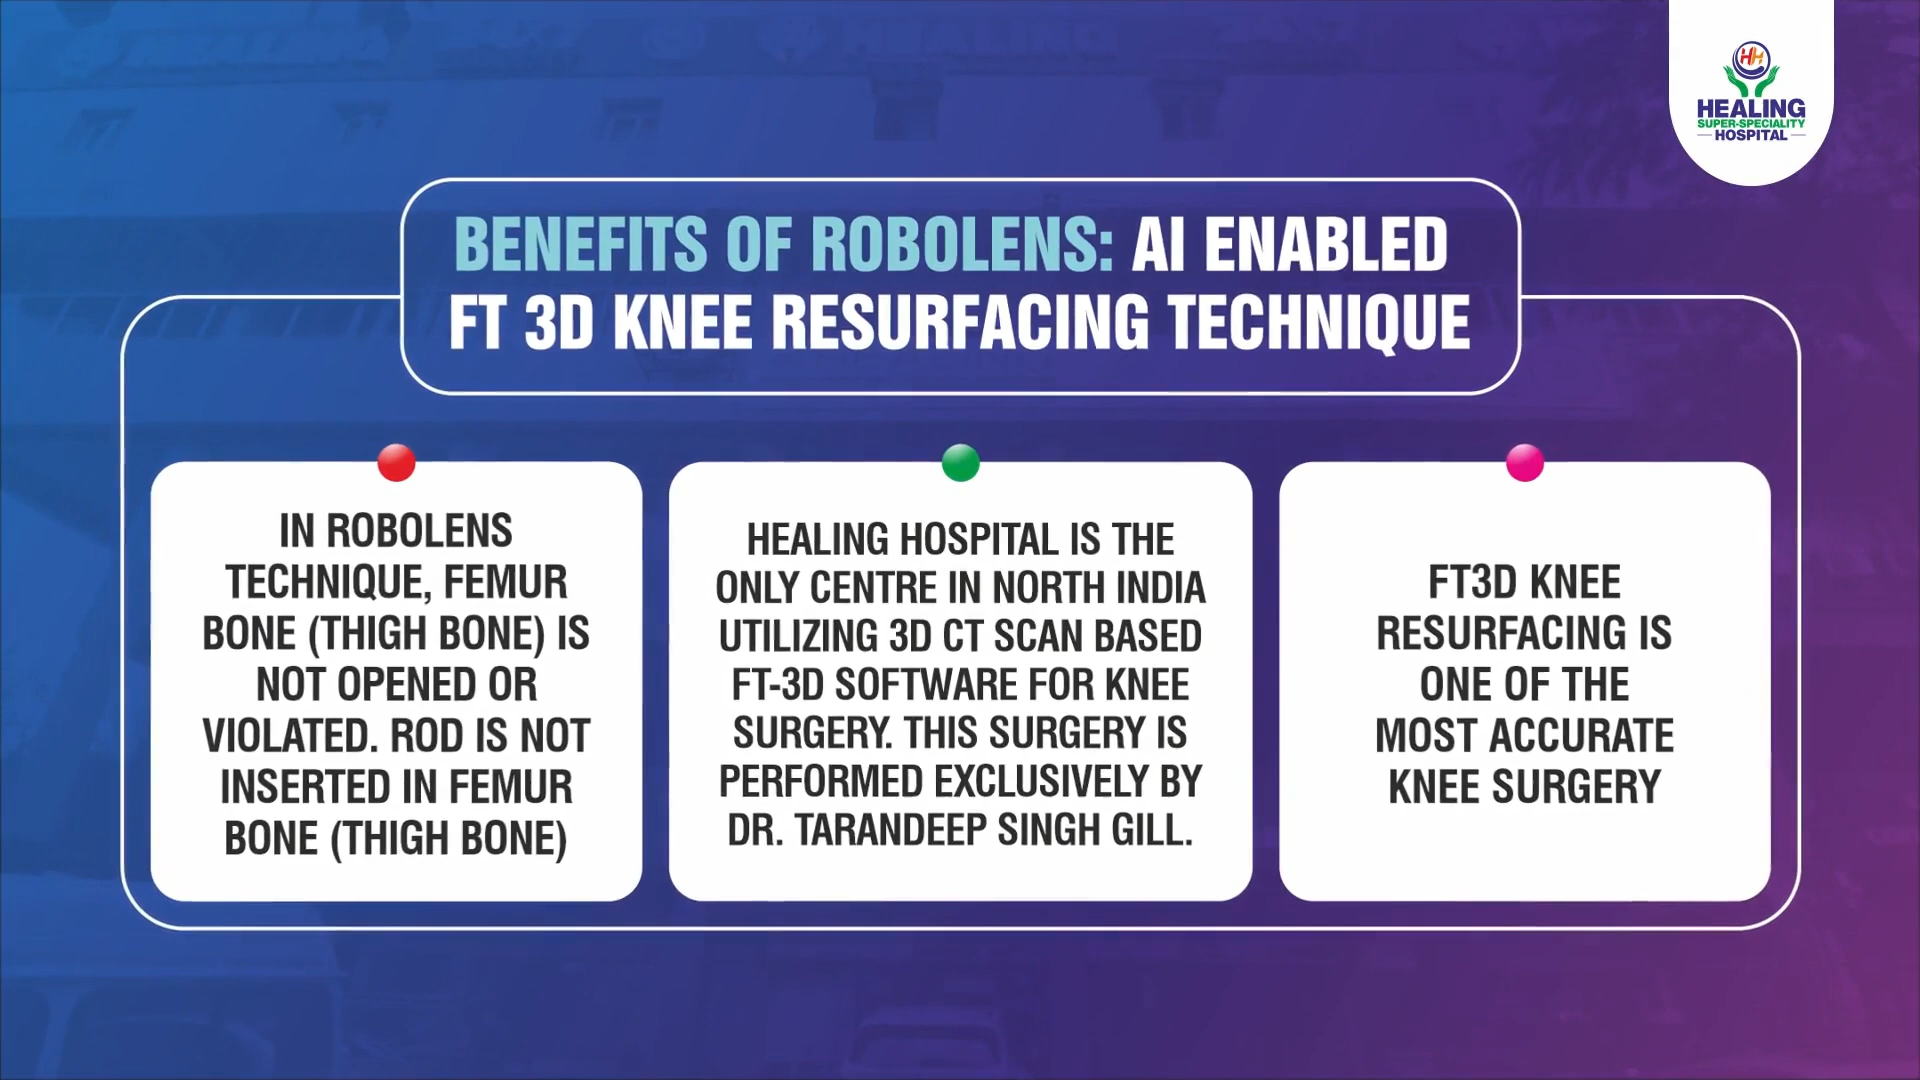 HH
HEALING
SUPER-SPECIALITY
HOSPITAL
BENEFITS OF ROBOLENS: AI ENABLED
FT 3D KNEE RESURFACING TECHNIQUE
IN ROBOLENS
TECHNIQUE, FEMUR
BONE (THIGH BONE) IS
NOT OPENED OR
VIOLATED. ROD IS NOT
INSERTED IN FEMUR
BONE (THIGH BONE)
HEALING HOSPITAL IS THE
ONLY CENTRE IN NORTH INDIA
UTILIZING 3D CT SCAN BASED
FT-3D SOFTWARE FOR KNEE
SURGERY. THIS SURGERY IS
PERFORMED EXCLUSIVELY BY
DR. TARANDEEP SINGH GILL.
FT3D KNEE
RESURFACING IS
ONE OF THE
MOST ACCURATE
KNEE SURGERY